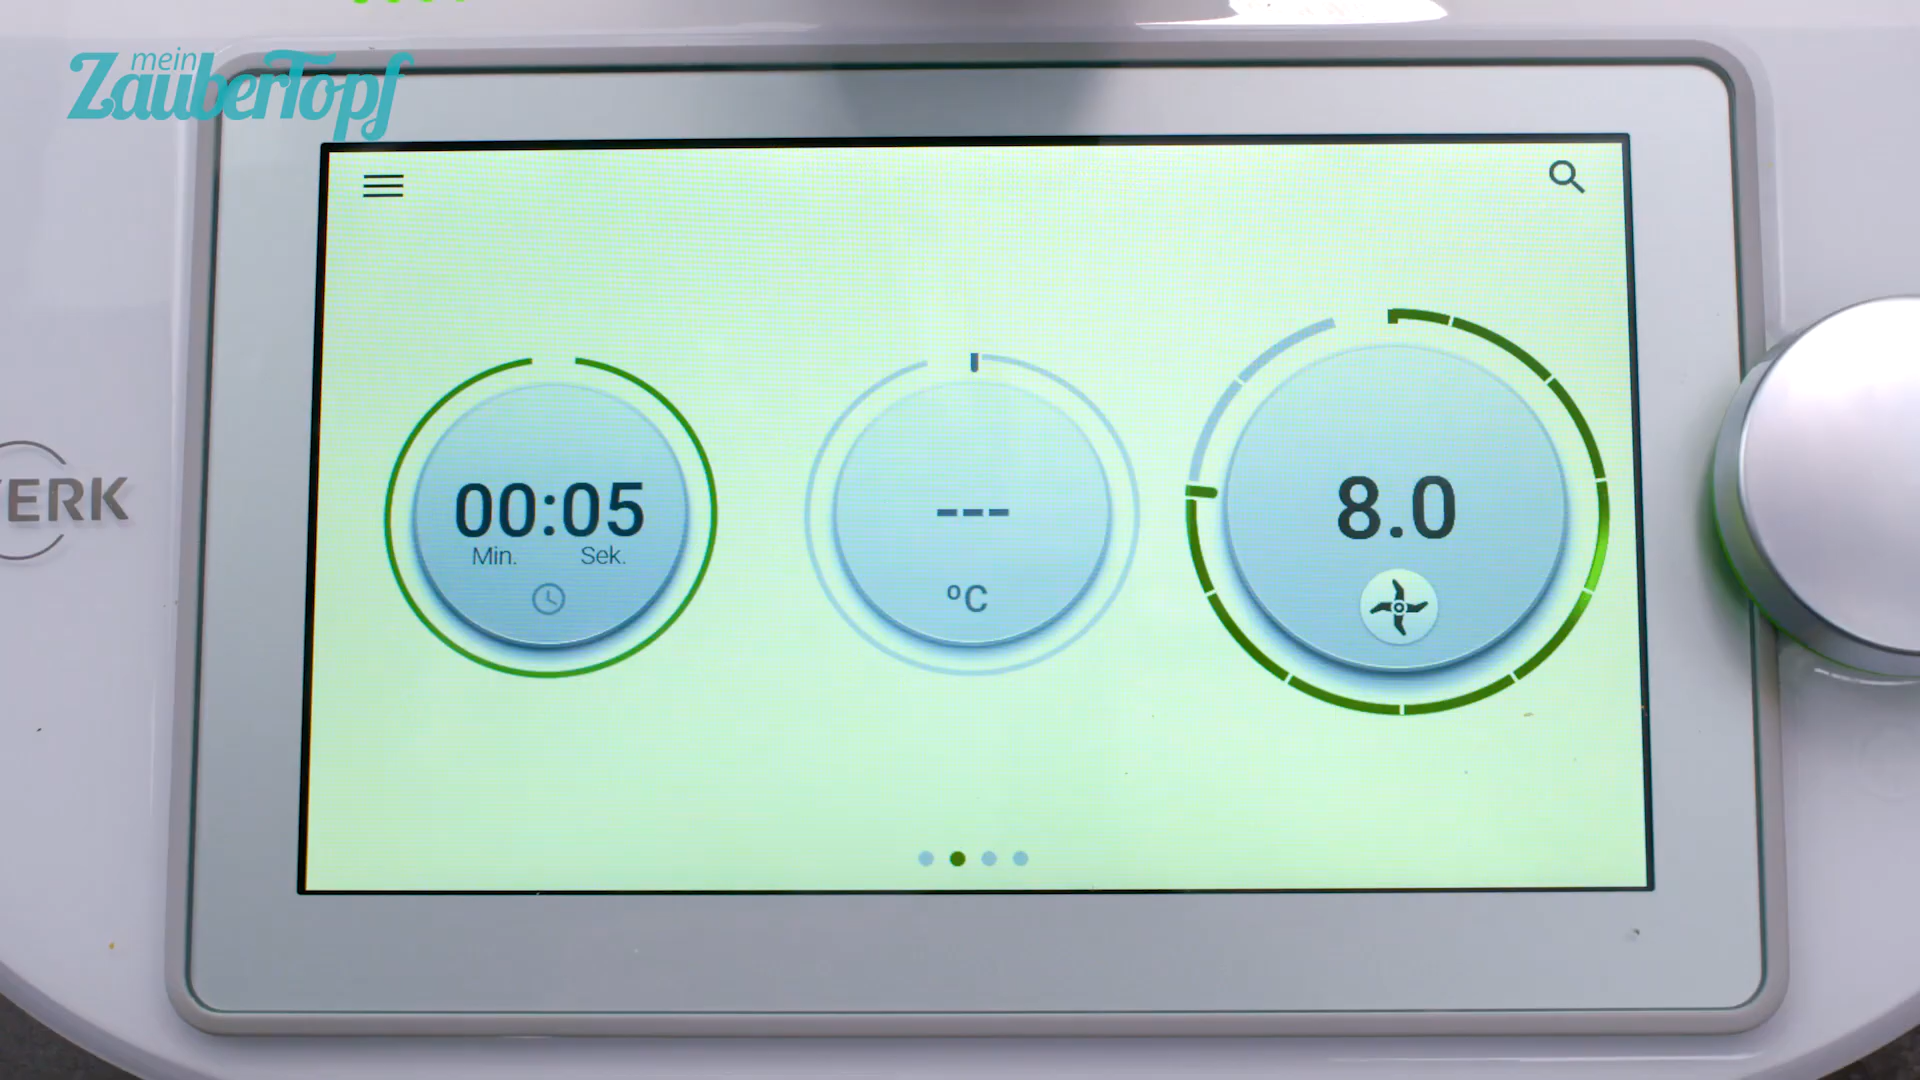 mein
ZauberTopf
ERK
00:05
Min. Sek.
---
°C
8.0